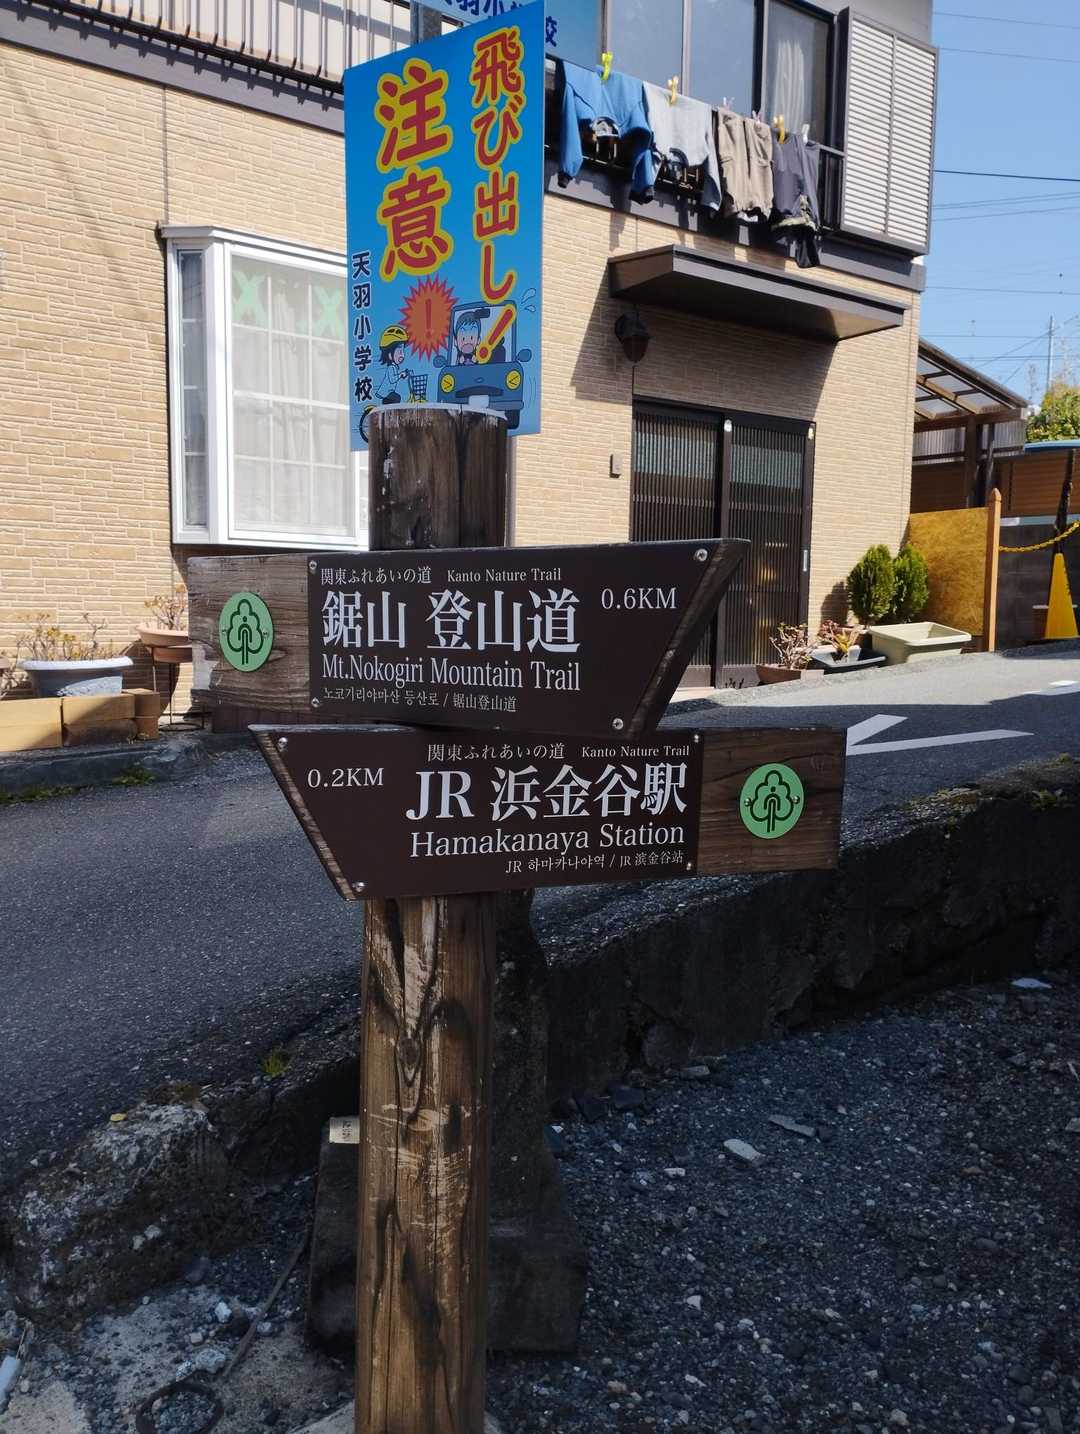 飛び出し!
注意
!
天羽小学校
関東ふれあいの道 Kanto Nature Trail
鋸山 登山道 0.6KM
Mt.Nokogiri Mountain Trail
노코기리야마산 등산로 / 锯山登山道
関東ふれあいの道 Kanto Nature Trail
0.2KM JR 浜金谷駅
Hamakanaya Station
JR 하마카나야역 / JR 浜金谷站